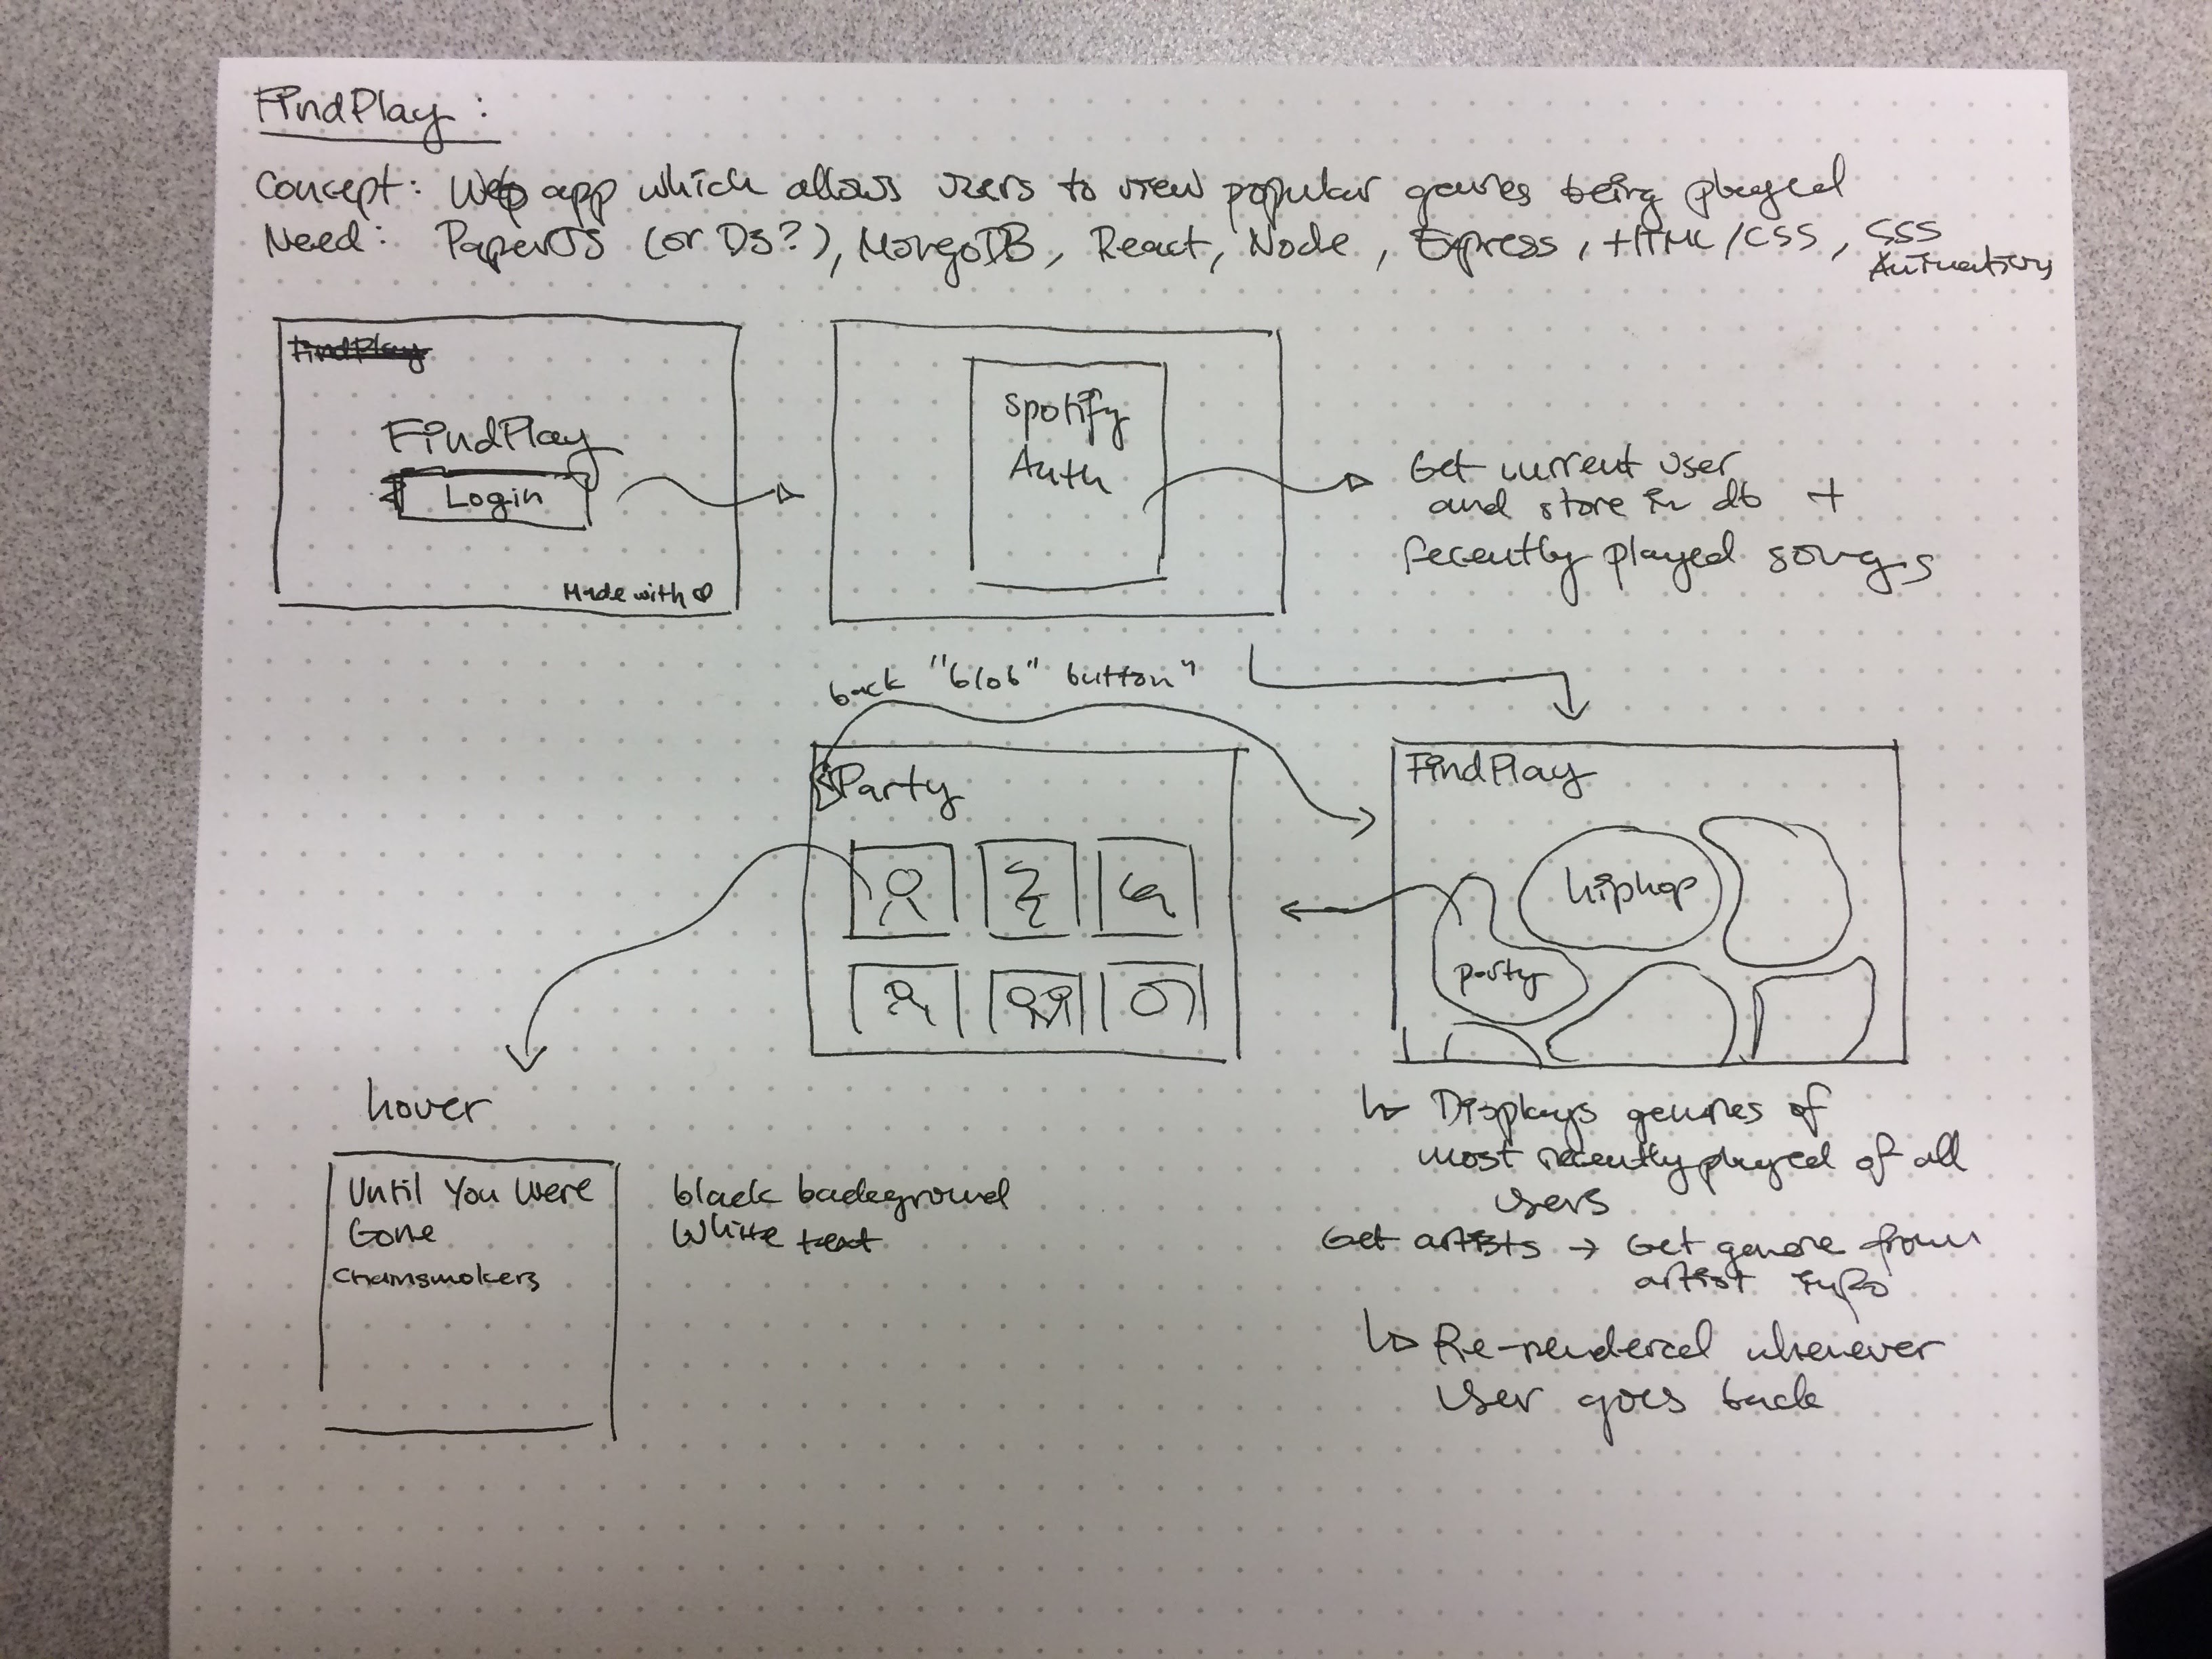 FindPlay:
Concept: Web app which allows users to view popular genres being played
Need: PaperJS (or D3?), MongoDB, React, Node, Express, HTML/CSS, CSS
Animations
FindPlay
FindPlay
Login
Made with ♡
Spotify
Auth
Get current user
and store in db +
recently played songs
back "blob" button"
Party
FindPlay
hiphop
party
hover
Until You Were
Gone
Chainsmokers
black background
White text
↳ Displays genres of
most recently played of all
users
Get artists → Get genre from
artist info
↳ Re-rendered whenever
user goes back